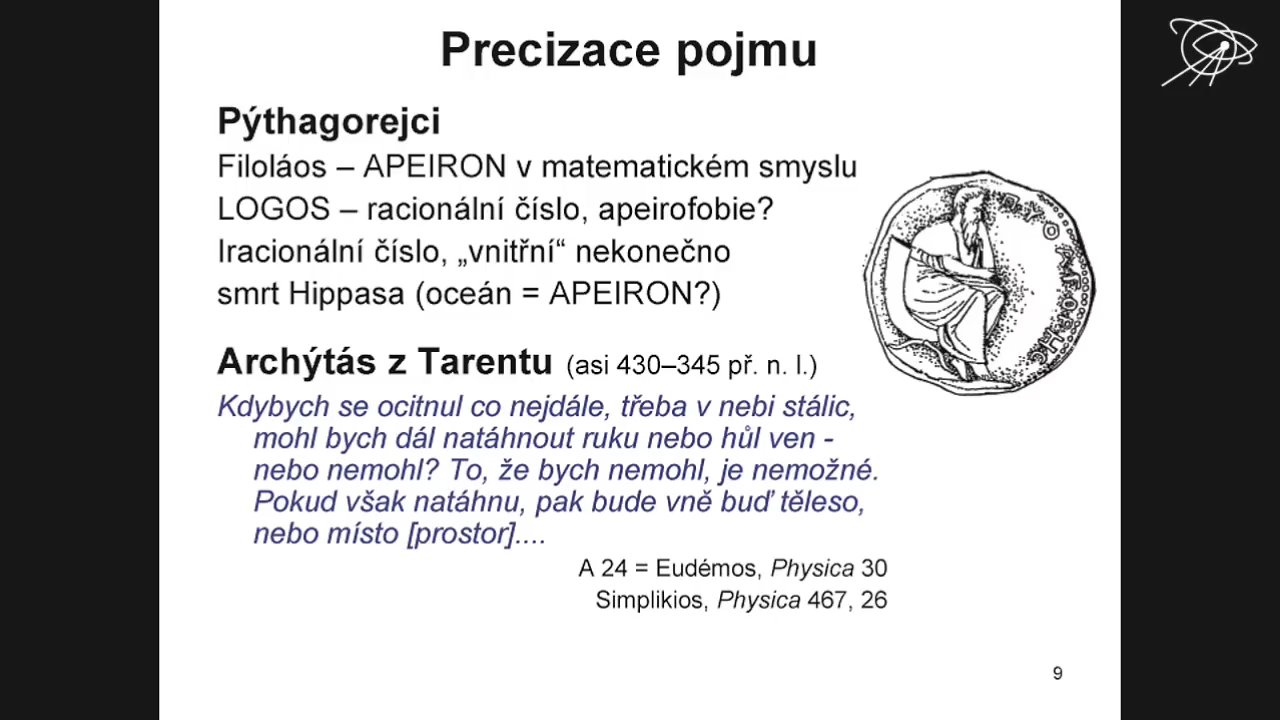 Precizace pojmu
Pýthagorejci
Filoláos – APEIRON v matematickém smyslu
LOGOS – racionální číslo, apeirofobie?
Iracionální číslo, „vnitřní“ nekonečno
smrt Hippasa (oceán = APEIRON?)
Archýtás z Tarentu (asi 430–345 př. n. l.)
Kdybych se ocitnul co nejdále, třeba v nebi stálic,
mohl bych dál natáhnout ruku nebo hůl ven -
nebo nemohl? To, že bych nemohl, je nemožné.
Pokud však natáhnu, pak bude vně buď těleso,
nebo místo [prostor]....
A 24 = Eudémos, Physica 30
Simplikios, Physica 467, 26
9